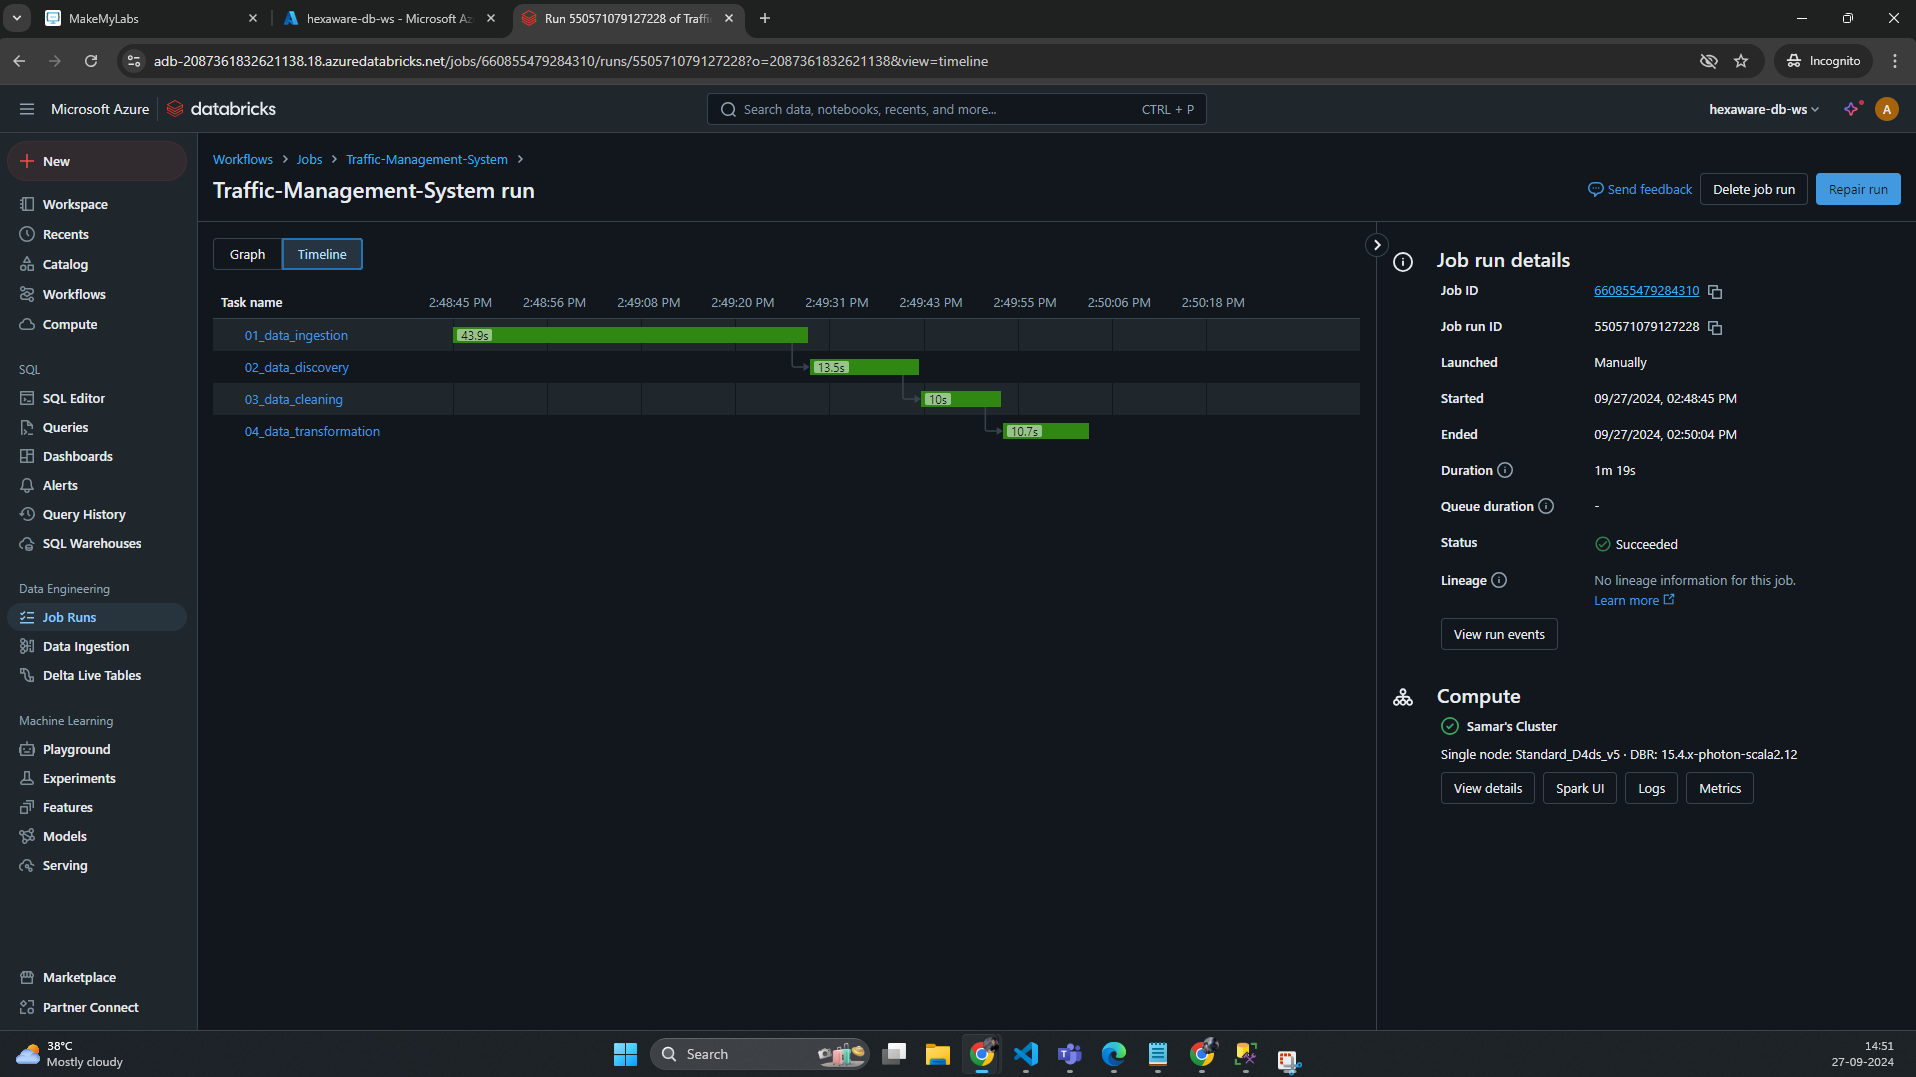 MakeMyLabs
hexaware-db-ws - Microsoft Az
Run 550571079127228 of Traffi
adb-2087361832621138.18.azuredatabricks.net/jobs/660855479284310/runs/550571079127228?o=2087361832621138&view=timeline
Incognito
Microsoft Azure
databricks
Search data, notebooks, recents, and more...
CTRL + P
hexaware-db-ws
A
New
Workspace
Recents
Catalog
Workflows
Compute
SQL
SQL Editor
Queries
Dashboards
Alerts
Query History
SQL Warehouses
Data Engineering
Job Runs
Data Ingestion
Delta Live Tables
Machine Learning
Playground
Experiments
Features
Models
Serving
Marketplace
Partner Connect
Workflows > Jobs > Traffic-Management-System >
Traffic-Management-System run
Send feedback
Delete job run
Repair run
Graph
Timeline
Task name 2:48:45 PM 2:48:56 PM 2:49:08 PM 2:49:20 PM 2:49:31 PM 2:49:43 PM 2:49:55 PM 2:50:06 PM 2:50:18 PM
01_data_ingestion 43.9s
02_data_discovery 13.5s
03_data_cleaning 10s
04_data_transformation 10.7s
Job run details
Job ID 660855479284310
Job run ID 550571079127228
Launched Manually
Started 09/27/2024, 02:48:45 PM
Ended 09/27/2024, 02:50:04 PM
Duration 1m 19s
Queue duration -
Status Succeeded
Lineage No lineage information for this job.
Learn more
View run events
Compute
Samar's Cluster
Single node: Standard_D4ds_v5 · DBR: 15.4.x-photon-scala2.12
View details
Spark UI
Logs
Metrics
38°C
Mostly cloudy
Search
14:51
27-09-2024